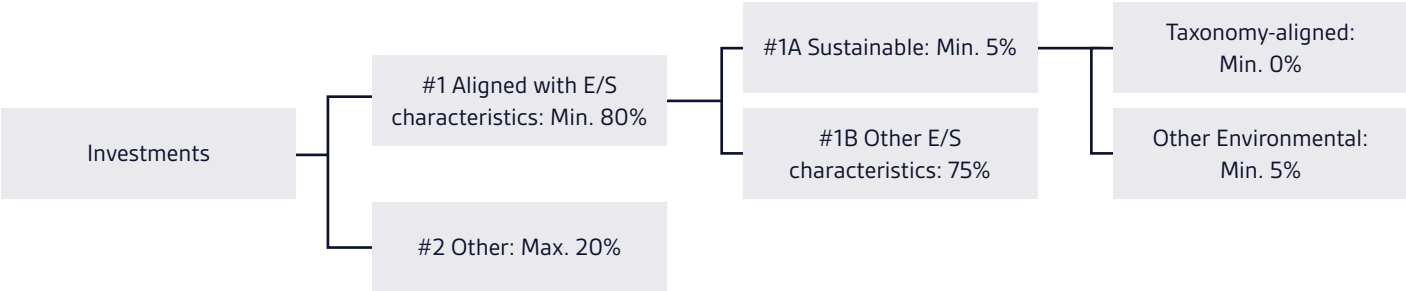 Investments
#1 Aligned with E/S
characteristics: Min. 80%
#2 Other: Max. 20%
#1A Sustainable: Min. 5%
#1B Other E/S
characteristics: 75%
Taxonomy-aligned:
Min. 0%
Other Environmental:
Min. 5%